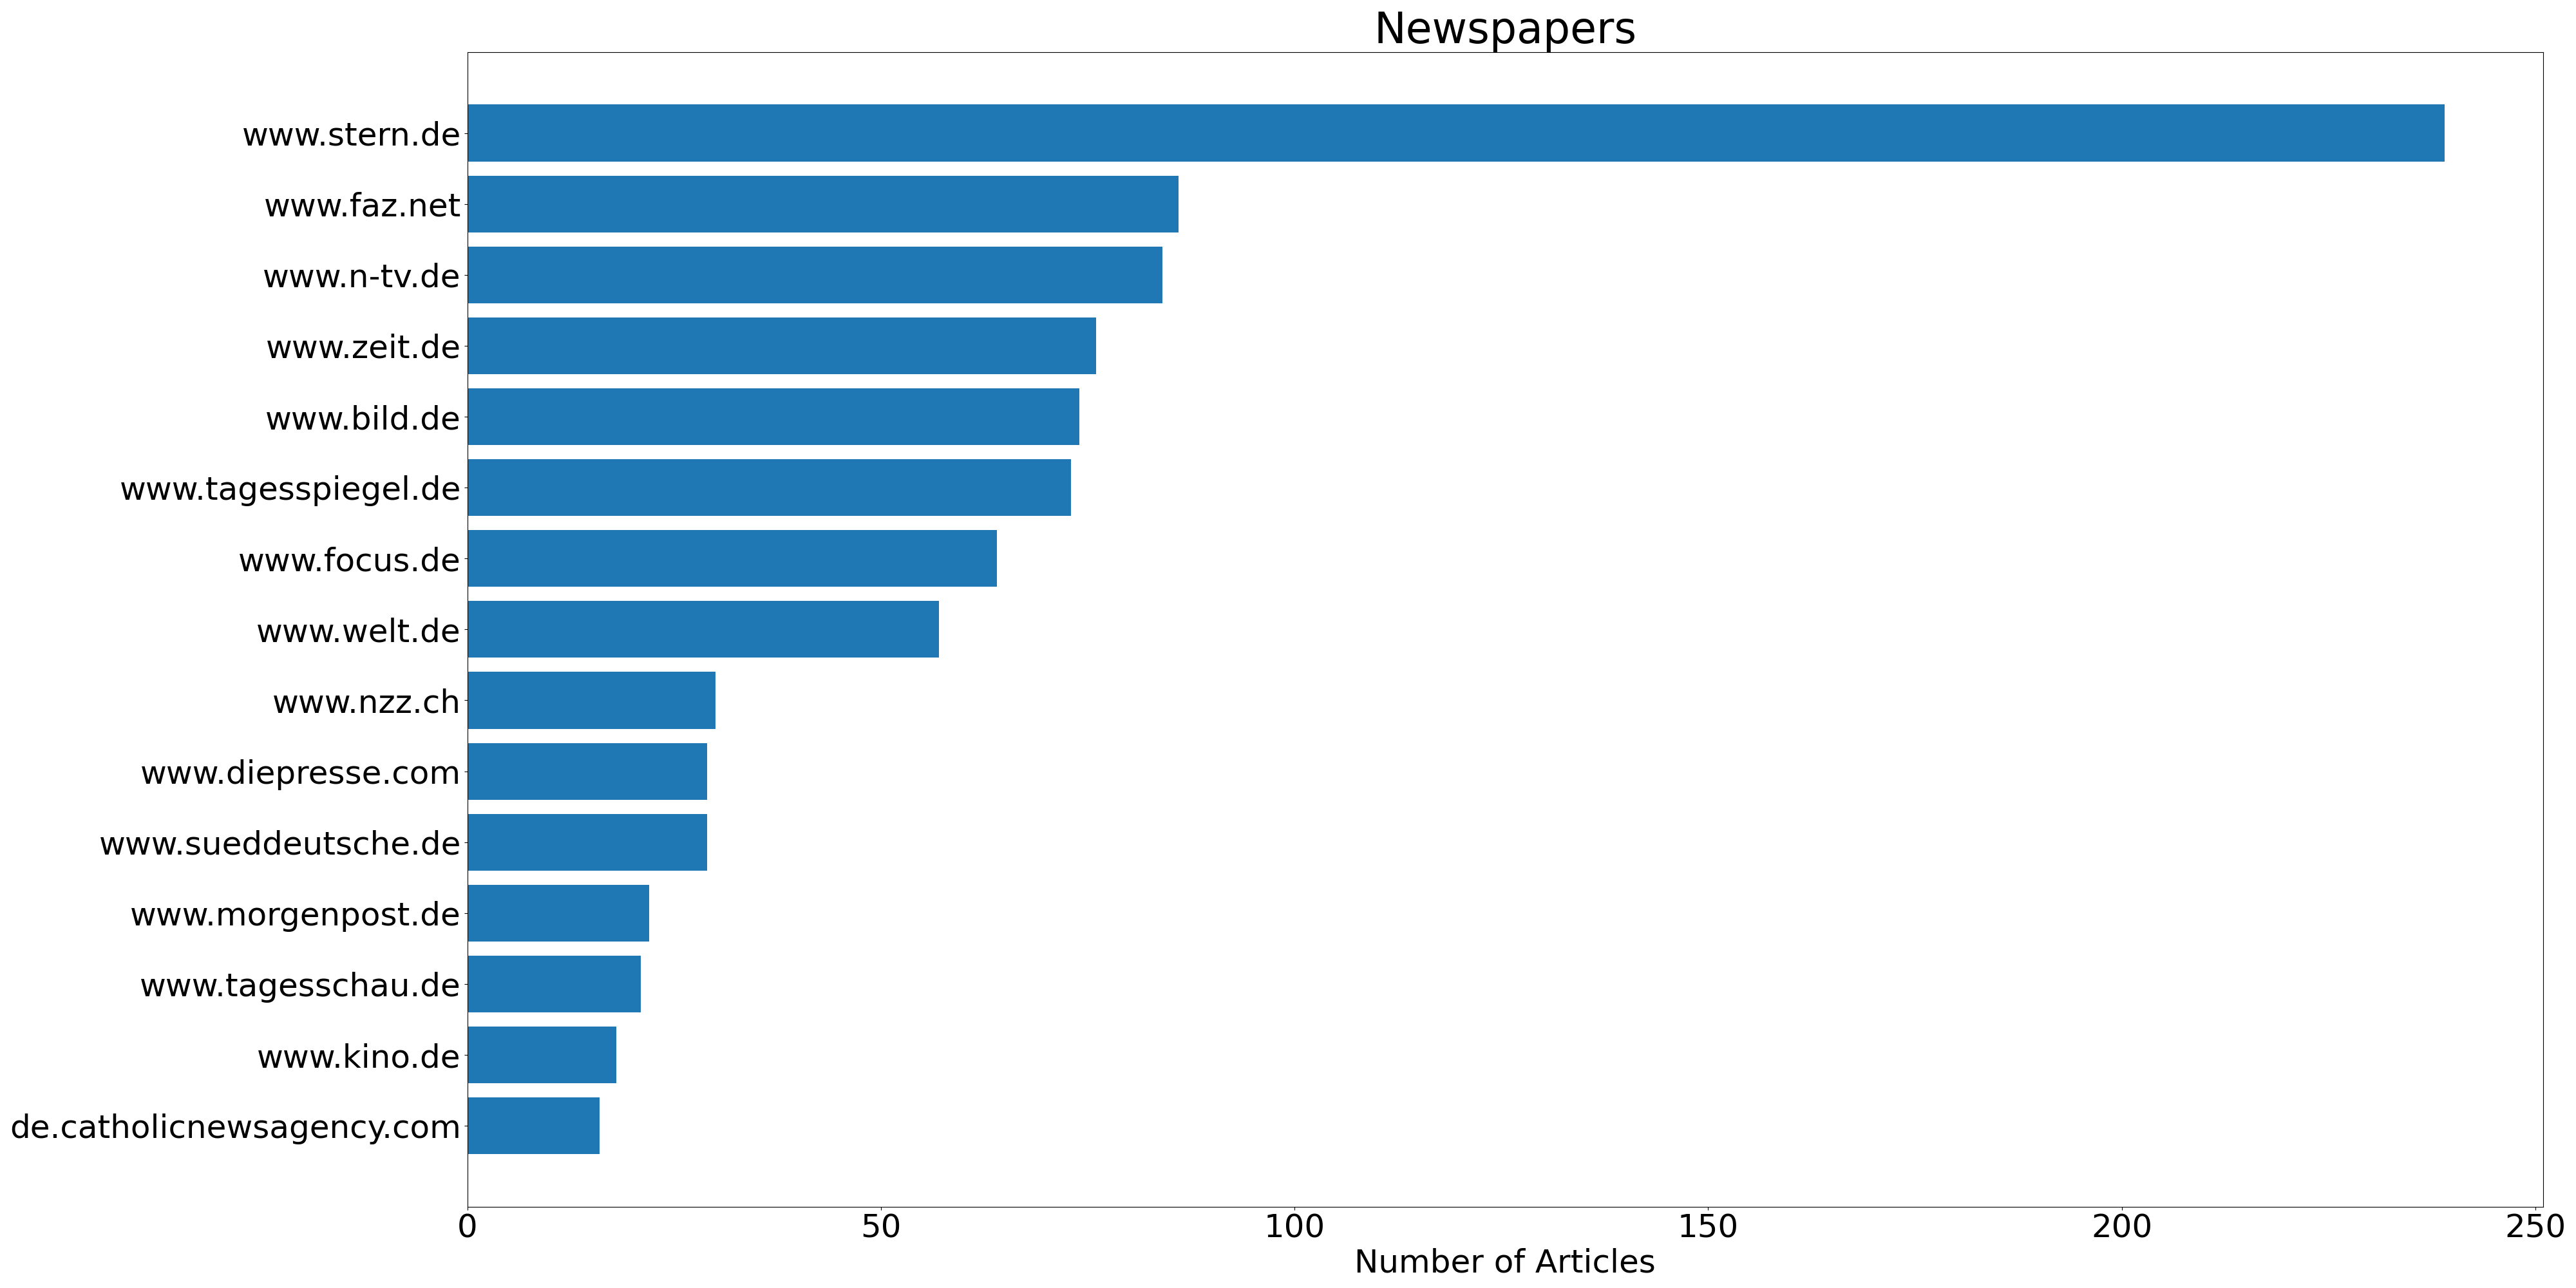 Newspapers
www.stern.de
www.faz.net
www.n-tv.de
www.zeit.de
www.bild.de
www.tagesspiegel.de
www.focus.de
www.welt.de
www.nzz.ch
www.diepresse.com
www.sueddeutsche.de
www.morgenpost.de
www.tagesschau.de
www.kino.de
de.catholicnewsagency.com
0 50 100 150 200 250
Number of Articles